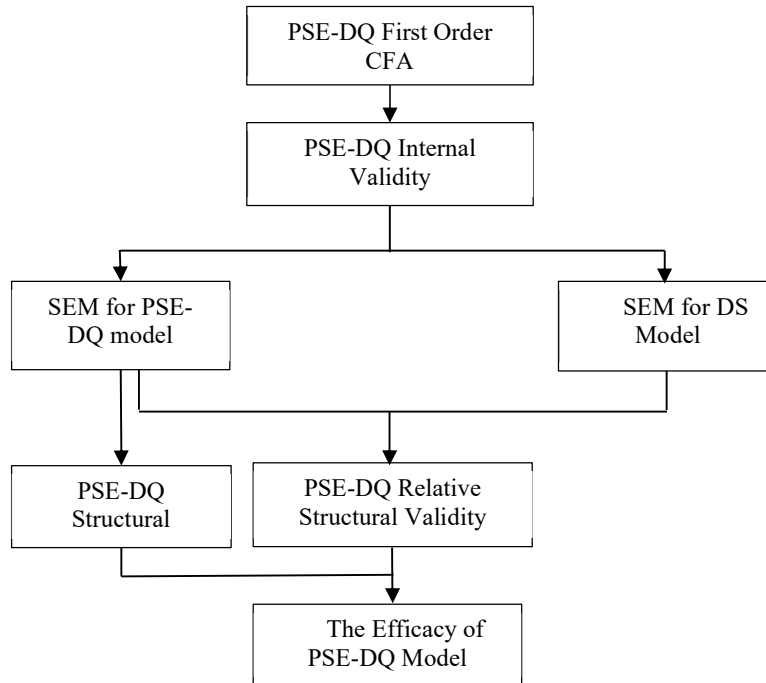 PSE-DQ First Order
CFA
PSE-DQ Internal
Validity
SEM for PSE-
DQ model
SEM for DS
Model
PSE-DQ
Structural
PSE-DQ Relative
Structural Validity
The Efficacy of
PSE-DQ Model